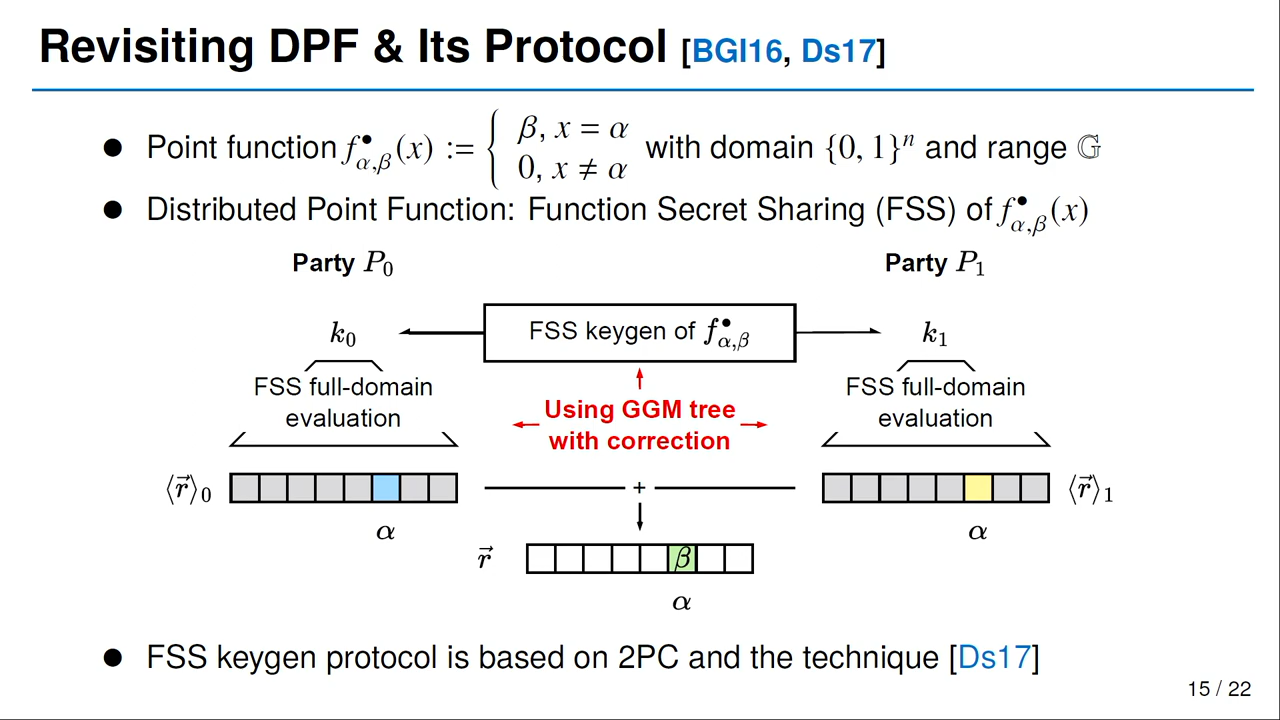 Revisiting DPF & Its Protocol [BGI16, Ds17]
● Point function f•α,β(x) := { β, x = α
0, x ≠ α with domain {0, 1}ⁿ and range 𝔾
● Distributed Point Function: Function Secret Sharing (FSS) of f•α,β(x)
Party P₀ Party P₁
k₀ FSS keygen of f•α,β k₁
FSS full-domain evaluation Using GGM tree with correction FSS full-domain evaluation
⟨r⃗⟩₀ + ⟨r⃗⟩₁
α α
r⃗ β
α
● FSS keygen protocol is based on 2PC and the technique [Ds17]
15 / 22